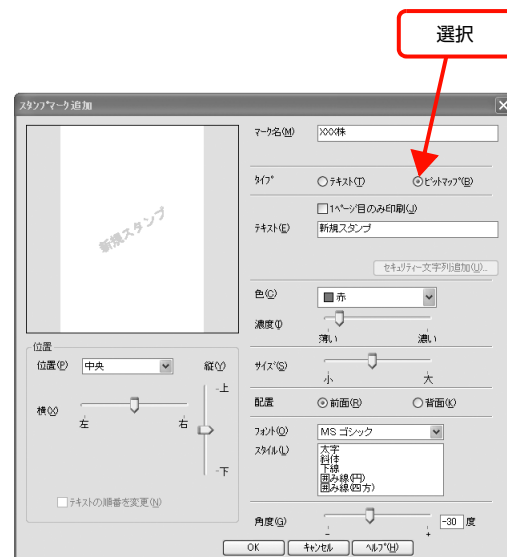 選択
スタンプマーク追加
マーク名(M) XXX株
タイプ テキスト(T) ビットマップ(B)
1ページ目のみ印刷(J)
テキスト(E) 新規スタンプ
新規スタンプ
セキュリティー文字列追加(U)...
色(C) 赤
濃度(I)
薄い 濃い
位置
位置(P) 中央 縦(Y)
上
横(X)
左 右
下
テキストの順番を変更(N)
サイズ(S)
小 大
配置 前面(R) 背面(K)
フォント(O) MS ゴシック
スタイル(L) 太字
斜体
下線
囲み線(円)
囲み線(四方)
角度(G) -30 度
- +
OK キャンセル ヘルプ(H)